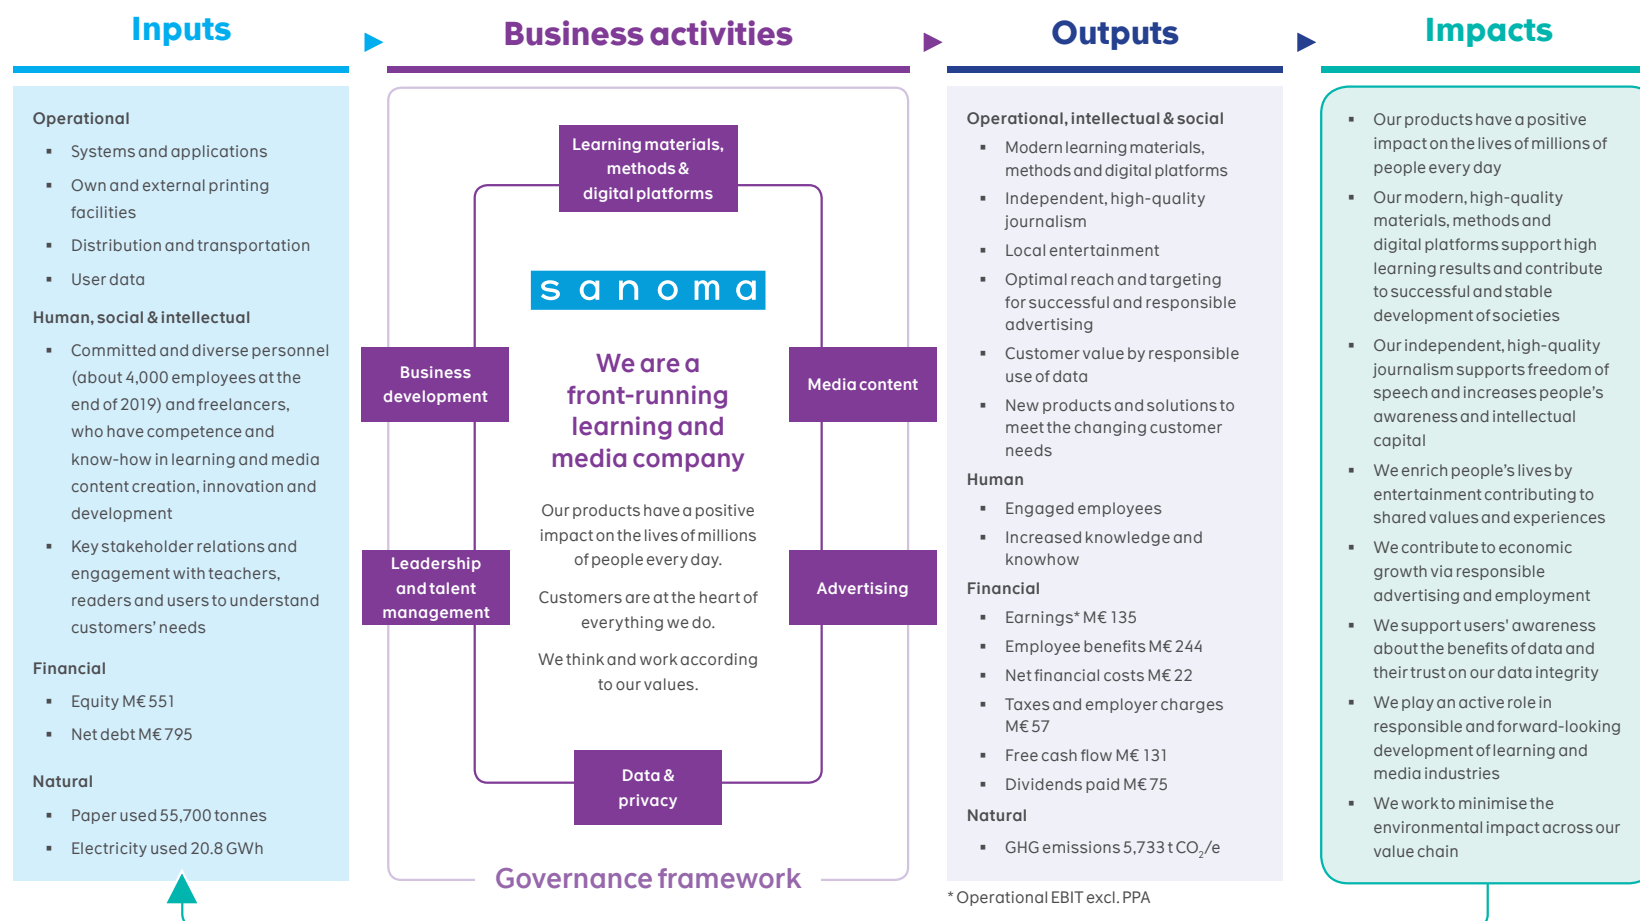 Inputs
Operational
Systems and applications
Own and external printing
facilities
Distribution and transportation
User data
Human, social & intellectual
Committed and diverse personnel
(about 4,000 employees at the
end of 2019) and freelancers,
who have competence and
know-how in learning and media
content creation, innovation and
development
Key stakeholder relations and
engagement with teachers,
readers and users to understand
customers' needs
Financial
Equity M€ 551
Net debt M€ 795
Natural
Paper used 55,700 tonnes
Electricity used 20.8 GWh
Business activities
Learning materials,
methods &
digital platforms
sanoma
Business
development
We are a
front-running
learning and
media company
Media content
Our products have a positive
impact on the lives of millions
of people every day.
Leadership
and talent
management
Customers are at the heart of
everything we do.
Advertising
We think and work according
to our values.
Data &
privacy
Governance framework
Outputs
Operational, intellectual & social
Modern learning materials,
methods and digital platforms
Independent, high-quality
journalism
Local entertainment
Optimal reach and targeting
for successful and responsible
advertising
Customer value by responsible
use of data
New products and solutions to
meet the changing customer
needs
Human
Engaged employees
Increased knowledge and
knowhow
Financial
Earnings* M€ 135
Employee benefits M€ 244
Net financial costs M€ 22
Taxes and employer charges
M€ 57
Free cash flow M€ 131
Dividends paid M€ 75
Natural
GHG emissions 5,733 t CO₂/e
* Operational EBIT excl. PPA
Impacts
Our products have a positive
impact on the lives of millions of
people every day
Our modern, high-quality
materials, methods and
digital platforms support high
learning results and contribute
to successful and stable
development of societies
Our independent, high-quality
journalism supports freedom of
speech and increases people's
awareness and intellectual
capital
We enrich people's lives by
entertainment contributing to
shared values and experiences
We contribute to economic
growth via responsible
advertising and employment
We support users' awareness
about the benefits of data and
their trust on our data integrity
We play an active role in
responsible and forward-looking
development of learning and
media industries
We work to minimise the
environmental impact across our
value chain